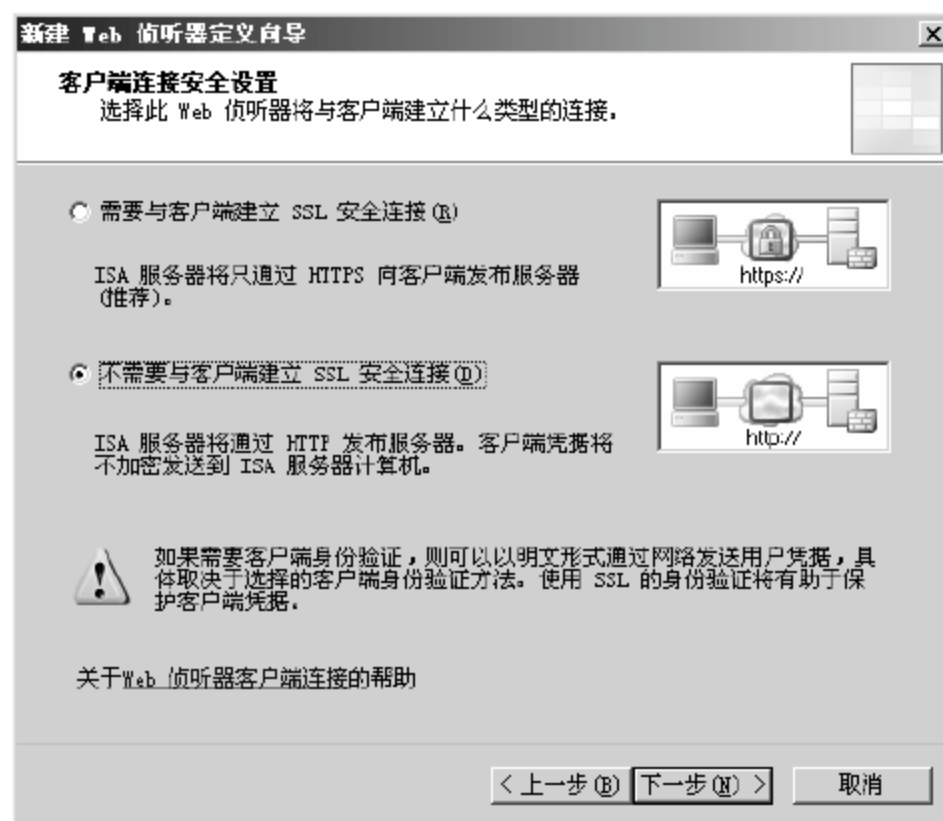 新建 Web 侦听器定义向导
客户端连接安全设置
选择此 Web 侦听器将与客户端建立什么类型的连接。
需要与客户端建立 SSL 安全连接(R)
https://
ISA 服务器将只通过 HTTPS 向客户端发布服务器
(推荐)。
不需要与客户端建立 SSL 安全连接(D)
http://
ISA 服务器将通过 HTTP 发布服务器。客户端凭据将
不加密发送到 ISA 服务器计算机。
如果需要客户端身份验证，则可以以明文形式通过网络发送用户凭据，具
体取决于选择的客户端身份验证方法。使用 SSL 的身份验证将有助于保
护客户端凭据。
关于Web 侦听器客户端连接的帮助
< 上一步(B) 下一步(N) > 取消